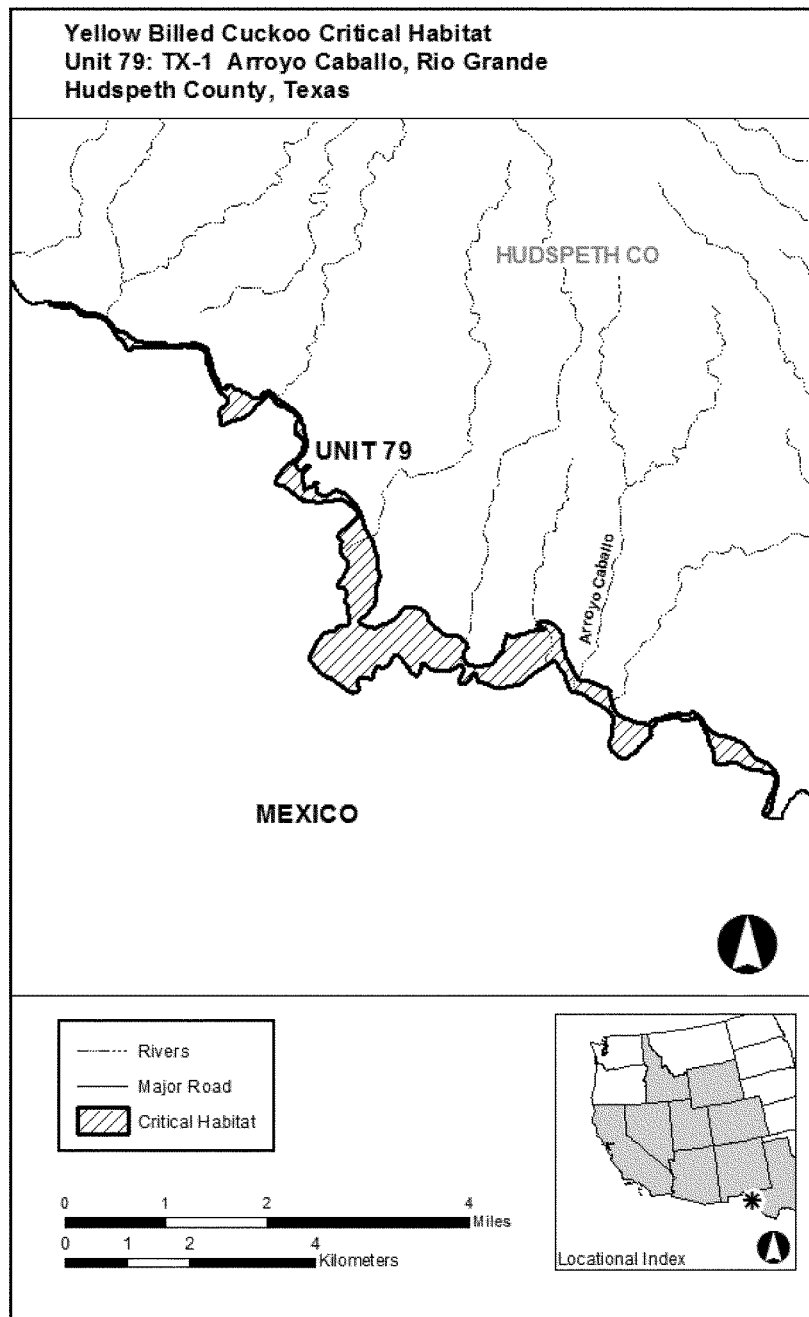 Yellow Billed Cuckoo Critical Habitat
Unit 79: TX-1 Arroyo Caballo, Rio Grande
Hudspeth County, Texas
HUDSPETH CO
UNIT 79
Arroyo Caballo
MEXICO
Rivers
Major Road
Critical Habitat
0 1 2 4
Miles
0 1 2 4
Kilometers
Locational Index